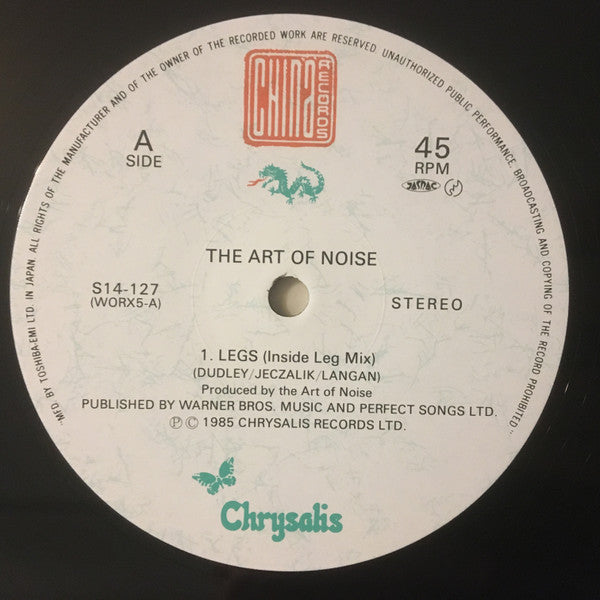 "MFD. BY TOSHIBA-EMI LTD. IN JAPAN. ALL RIGHTS OF THE MANUFACTURER AND OF THE OWNER OF THE RECORDED WORK ARE RESERVED. UNAUTHORIZED PUBLIC PERFORMANCE, BROADCASTING AND COPYING OF THE RECORD PROHIBITED"
CHINA
RECORDS
A
SIDE
45
RPM
JASRAC
THE ART OF NOISE
S14-127
(WORX5-A)
STEREO
1. LEGS (Inside Leg Mix)
(DUDLEY/JECZALIK/LANGAN)
Produced by the Art of Noise
PUBLISHED BY WARNER BROS. MUSIC AND PERFECT SONGS LTD.
℗ © 1985 CHRYSALIS RECORDS LTD.
Chrysalis